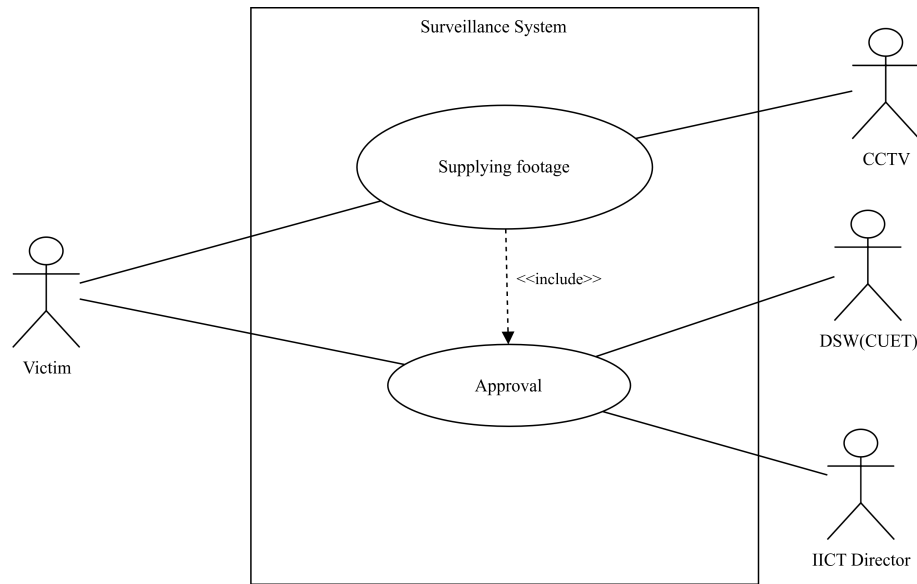 Surveillance System
Supplying footage
CCTV
<<include>>
DSW(CUET)
Victim
Approval
IICT Director